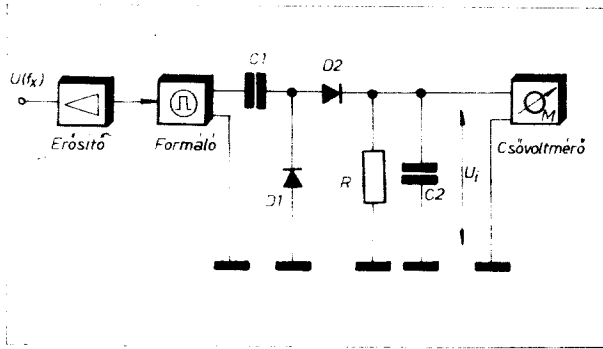 C1
U(fx)
D2
M
Erősítő
Formáló
Csővoltmérő
D1
R
C2
Ui